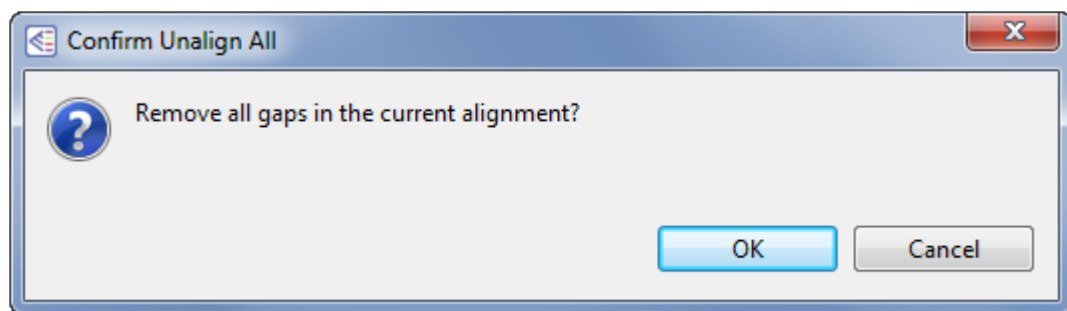 Confirm Unalign All
Remove all gaps in the current alignment?
OK Cancel